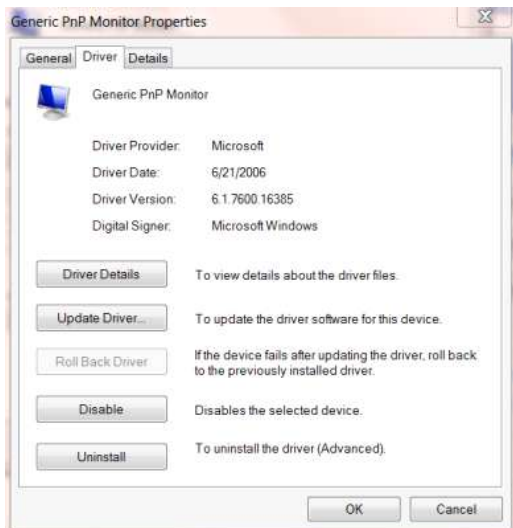 Generic PnP Monitor Properties
General Driver Details
Generic PnP Monitor
Driver Provider: Microsoft
Driver Date: 6/21/2006
Driver Version: 6.1.7600.16385
Digital Signer: Microsoft Windows
Driver Details To view details about the driver files.
Update Driver... To update the driver software for this device.
Roll Back Driver If the device fails after updating the driver, roll back
to the previously installed driver.
Disable Disables the selected device.
Uninstall To uninstall the driver (Advanced).
OK Cancel